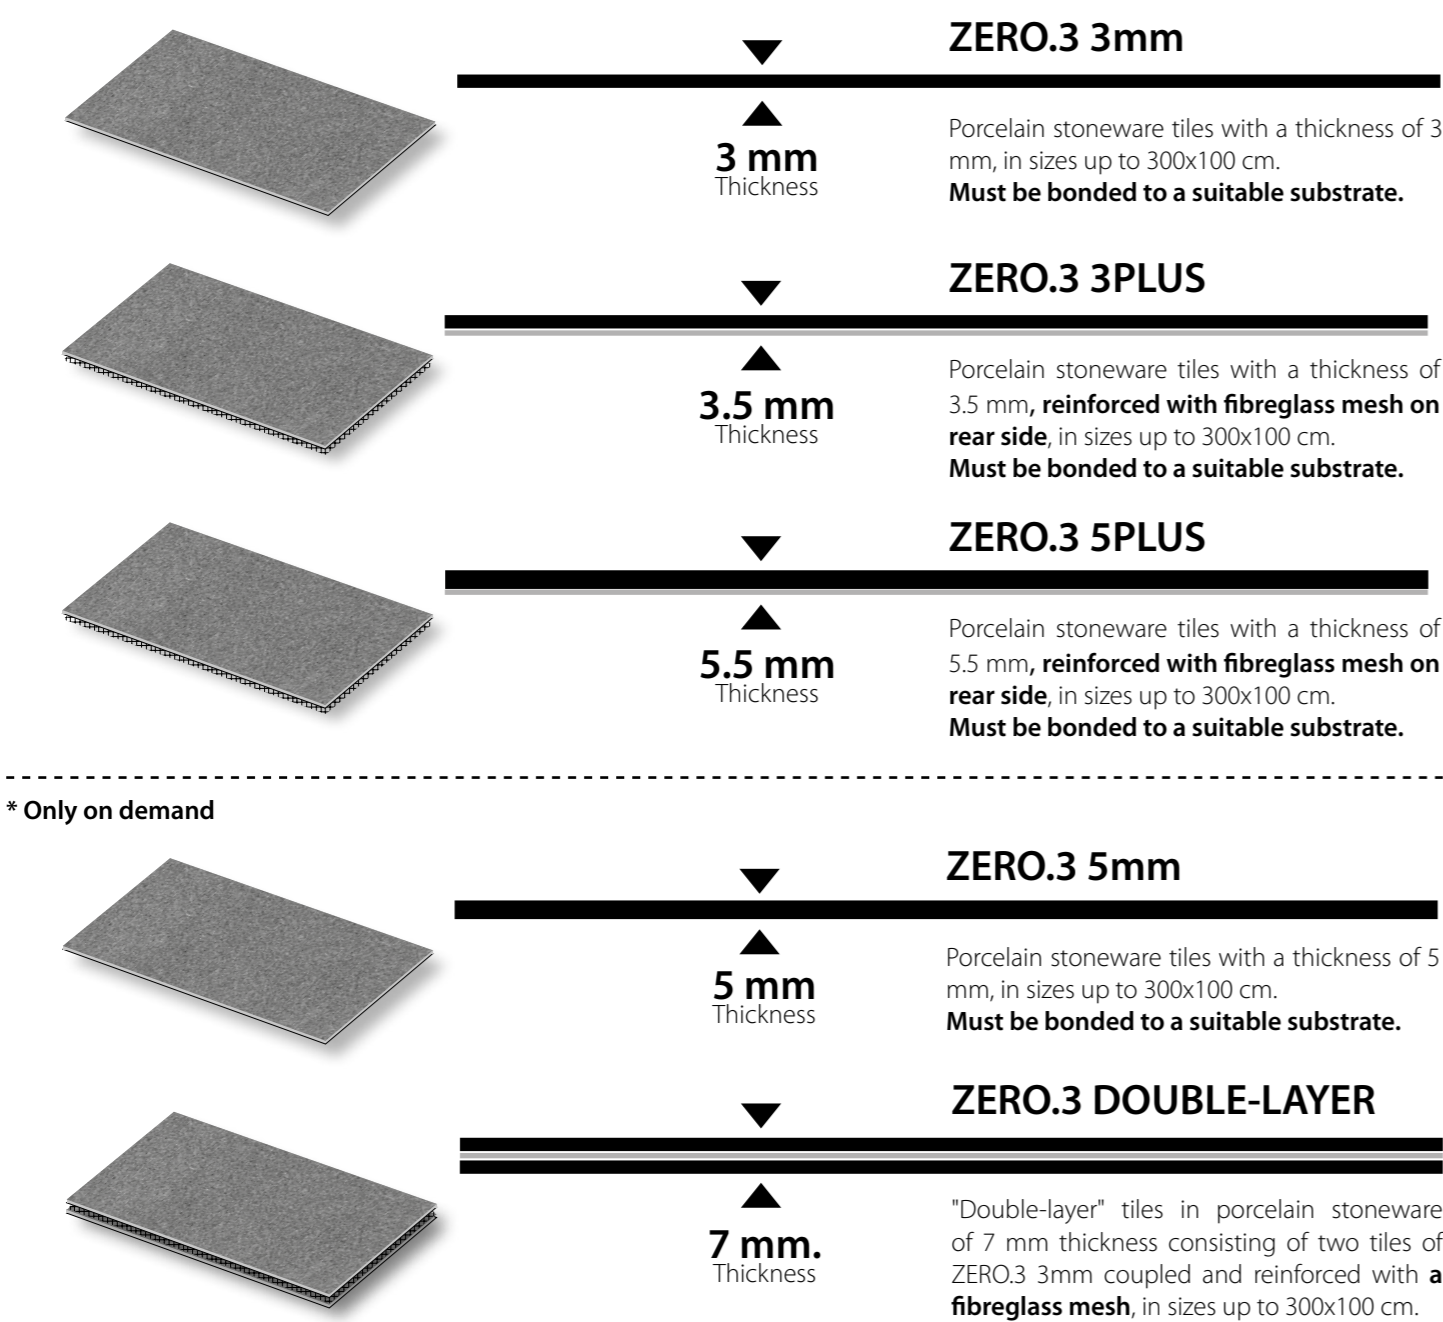 ZERO.3 3mm
3 mm
Thickness
Porcelain stoneware tiles with a thickness of 3
mm, in sizes up to 300x100 cm.
Must be bonded to a suitable substrate.
ZERO.3 3PLUS
3.5 mm
Thickness
Porcelain stoneware tiles with a thickness of
3.5 mm, reinforced with fibreglass mesh on
rear side, in sizes up to 300x100 cm.
Must be bonded to a suitable substrate.
ZERO.3 5PLUS
5.5 mm
Thickness
Porcelain stoneware tiles with a thickness of
5.5 mm, reinforced with fibreglass mesh on
rear side, in sizes up to 300x100 cm.
Must be bonded to a suitable substrate.
* Only on demand
ZERO.3 5mm
5 mm
Thickness
Porcelain stoneware tiles with a thickness of 5
mm, in sizes up to 300x100 cm.
Must be bonded to a suitable substrate.
ZERO.3 DOUBLE-LAYER
7 mm.
Thickness
"Double-layer" tiles in porcelain stoneware
of 7 mm thickness consisting of two tiles of
ZERO.3 3mm coupled and reinforced with a
fibreglass mesh, in sizes up to 300x100 cm.